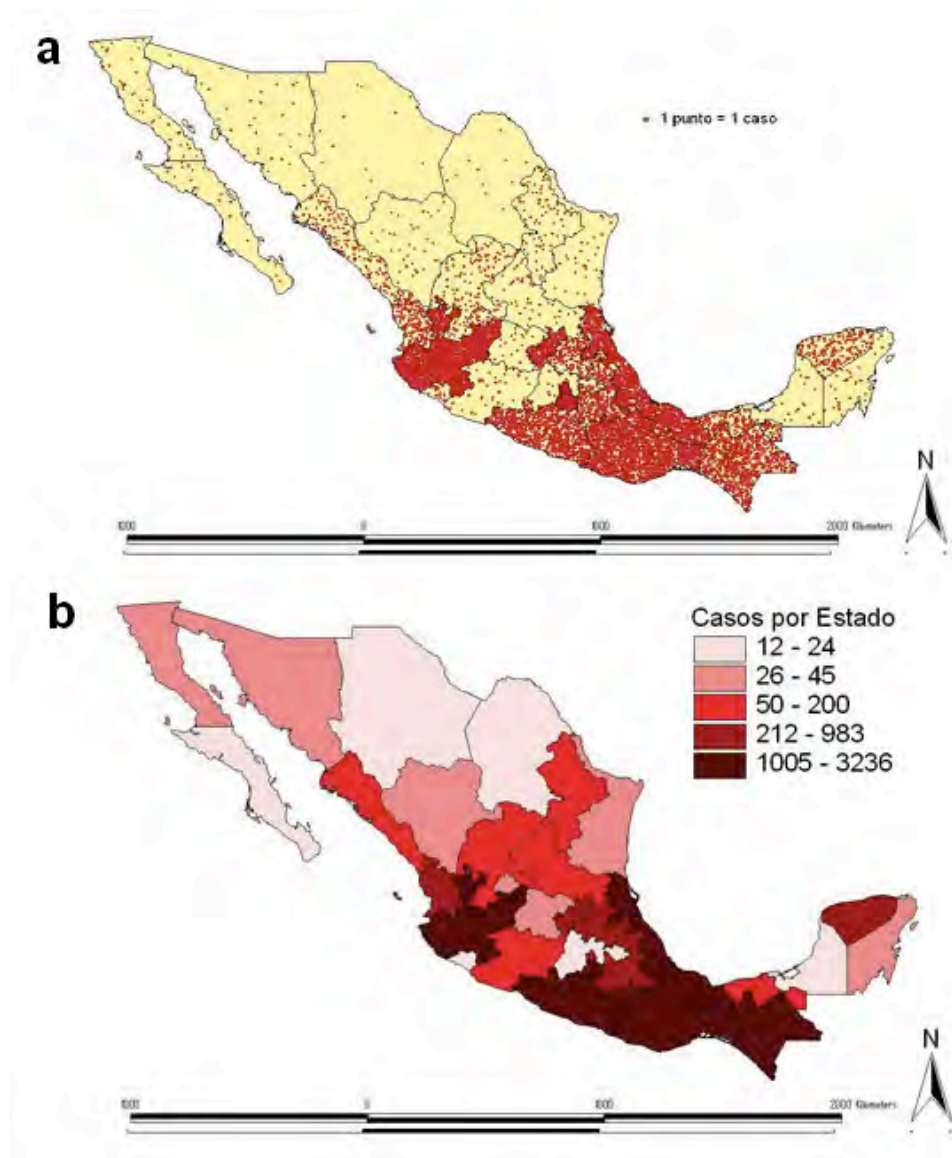 a
1 punto = 1 caso
N
1000 0 1000 2000 Kilometers
b
Casos por Estado
12 - 24
26 - 45
50 - 200
212 - 983
1005 - 3236
N
1000 0 1000 2000 Kilometers